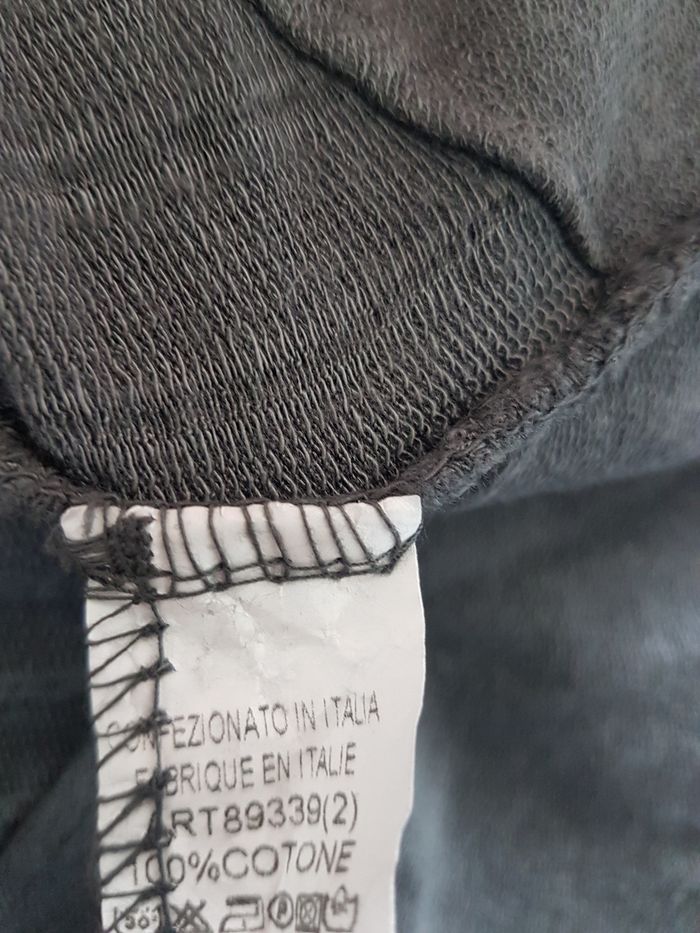 CONFEZIONATO IN ITALIA
FABRIQUE EN ITALIE
ART89339(2)
100%COTONE